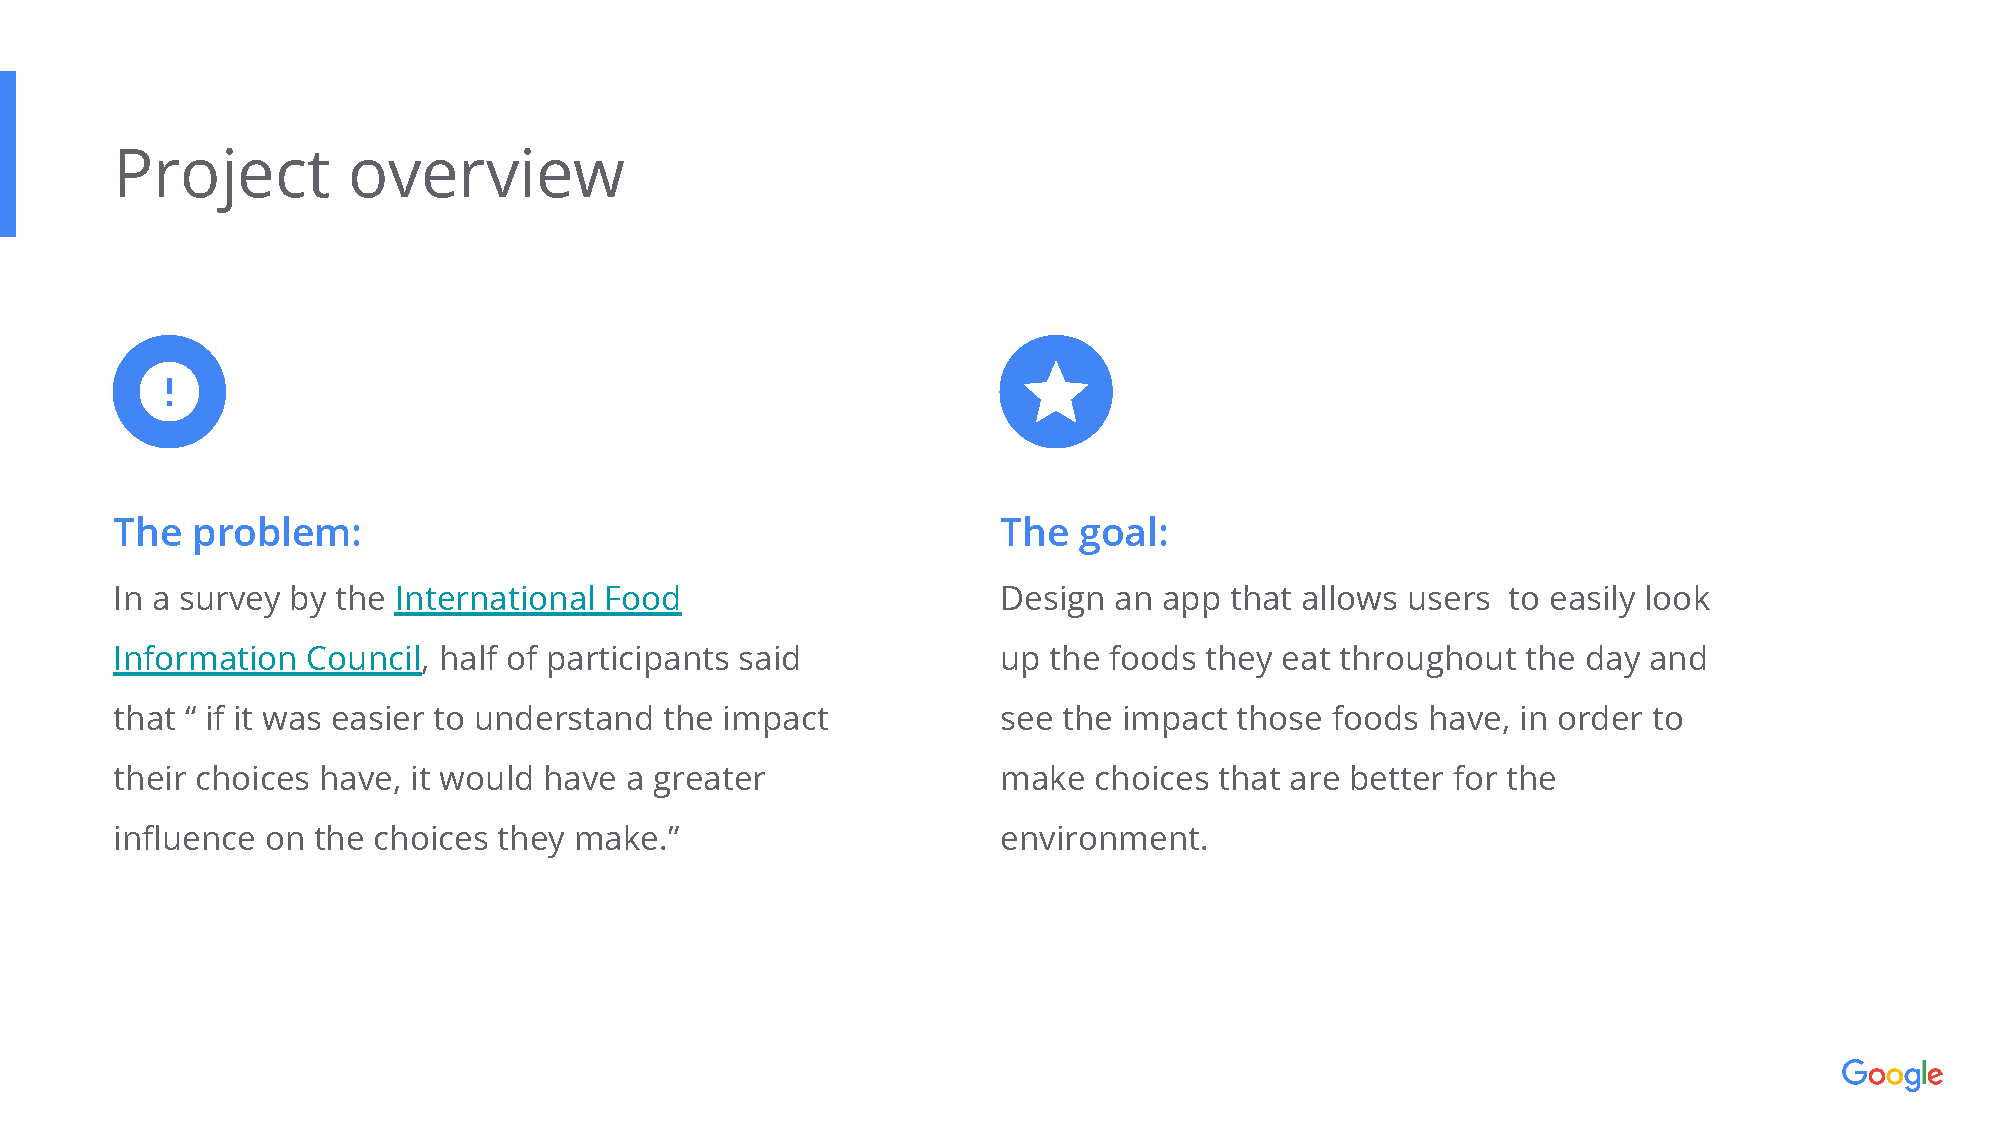 Project overview
!
The problem:
In a survey by the International Food
Information Council, half of participants said
that “ if it was easier to understand the impact
their choices have, it would have a greater
influence on the choices they make.”
The goal:
Design an app that allows users  to easily look
up the foods they eat throughout the day and
see the impact those foods have, in order to
make choices that are better for the
environment.
Google